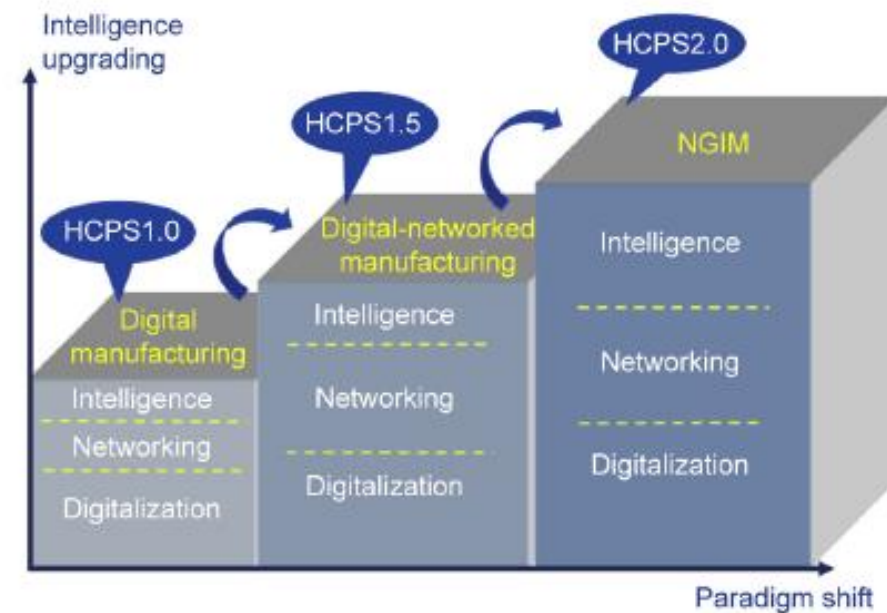 Intelligence
upgrading
HCPS2.0
HCPS1.5
NGIM
HCPS1.0
Digital-networked
manufacturing
Intelligence
Digital
manufacturing
Intelligence
Networking
Intelligence
Networking
Networking
Digitalization
Digitalization
Digitalization
Paradigm shift